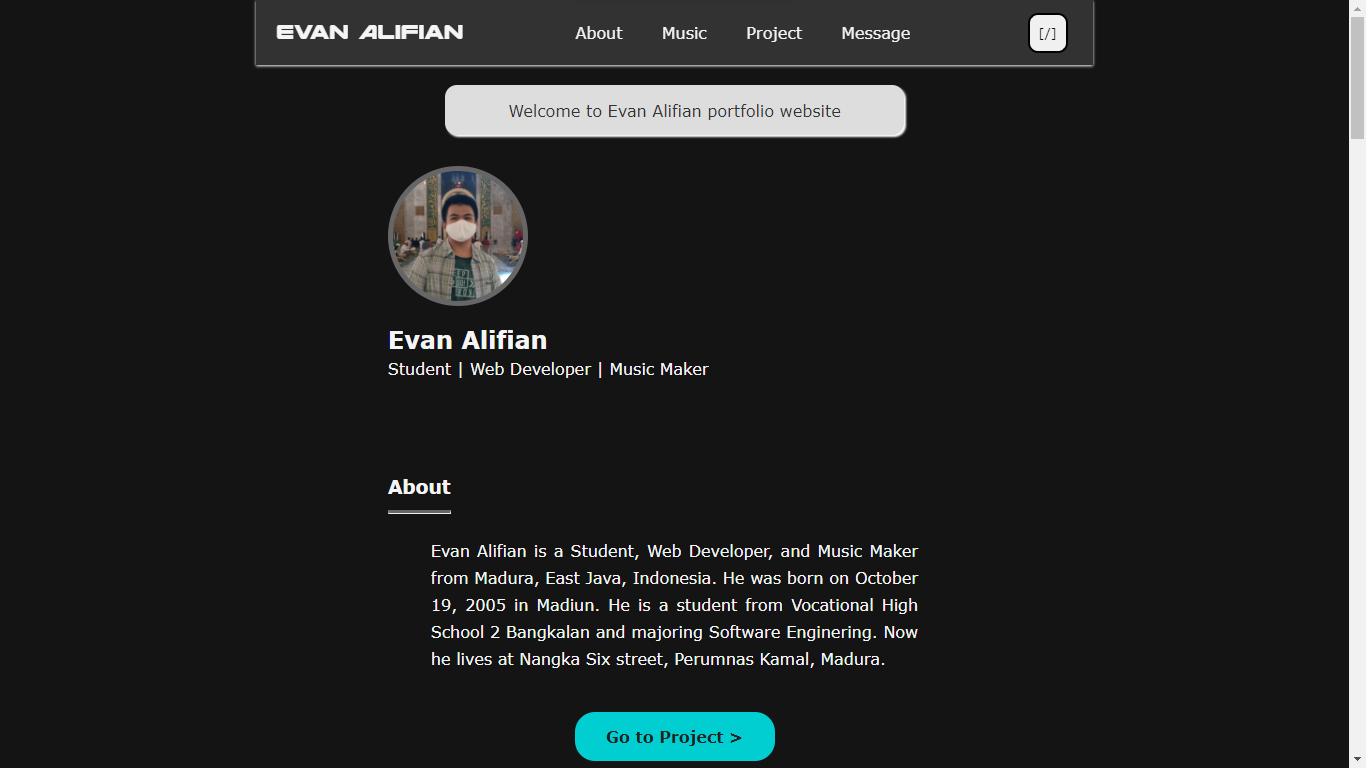 EVAN ALIFIAN
About
Music
Project
Message
[/]
Welcome to Evan Alifian portfolio website
Evan Alifian
Student | Web Developer | Music Maker
About
Evan Alifian is a Student, Web Developer, and Music Maker
from Madura, East Java, Indonesia. He was born on October
19, 2005 in Madiun. He is a student from Vocational High
School 2 Bangkalan and majoring Software Enginering. Now
he lives at Nangka Six street, Perumnas Kamal, Madura.
Go to Project >